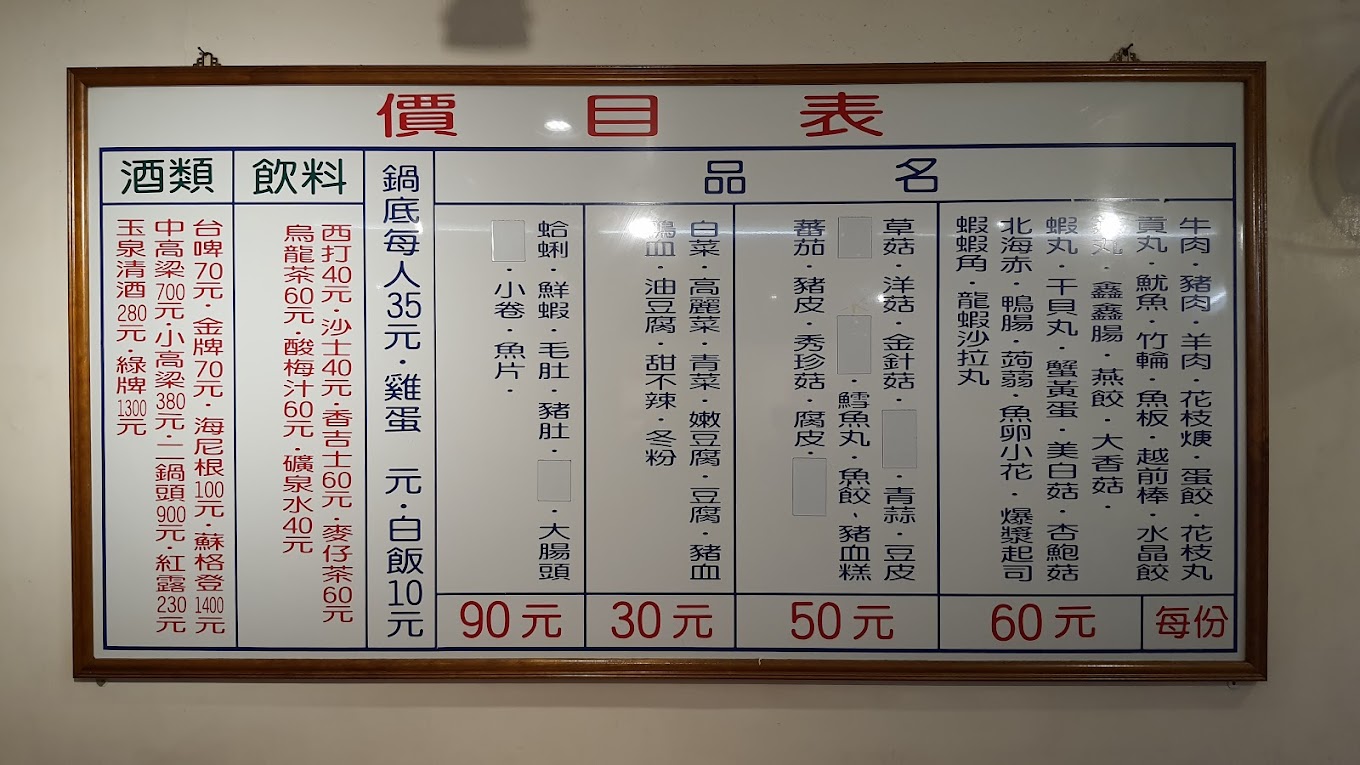 價目表
品名
每份
60元
牛肉．豬肉．羊肉．花枝焿．蛋餃．花枝丸
貢丸．魷魚．竹輪．魚板．越前棒．水晶餃
丸．鑫鑫腸．燕餃．大香菇．
蝦丸．干貝丸．蟹黃蛋．美白菇．杏鮑菇
北海赤．鴨腸．蒟蒻．魚卵小花．爆漿起司
蝦蝦角．龍蝦沙拉丸
50元
草菇．洋菇．金針菇．．青蒜．豆皮
．．鱈魚丸．魚餃、豬血糕
蕃茄．豬皮．秀珍菇．腐皮．
30元
白菜．高麗菜．青菜．嫩豆腐．豆腐．豬血
鴨血．油豆腐．甜不辣．冬粉
90元
蛤蜊．鮮蝦．毛肚．豬肚．．大腸頭
．小卷．魚片．
鍋底每人35元．雞蛋 元．白飯10元
飲料
西打40元．沙士40元．香吉士60元．麥仔茶60元
烏龍茶60元．酸梅汁60元．礦泉水40元
酒類
台啤70元．金牌70元．海尼根100元．蘇格登1400元
中高梁700元．小高梁380元．二鍋頭900元．紅露230元
玉泉清酒280元．綠牌1300元